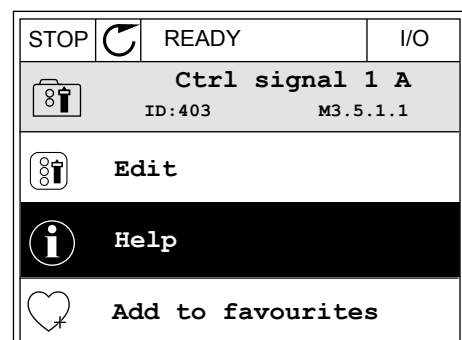 STOP READY I/O
Ctrl signal 1 A
ID:403 M3.5.1.1
Edit
Help
Add to favourites